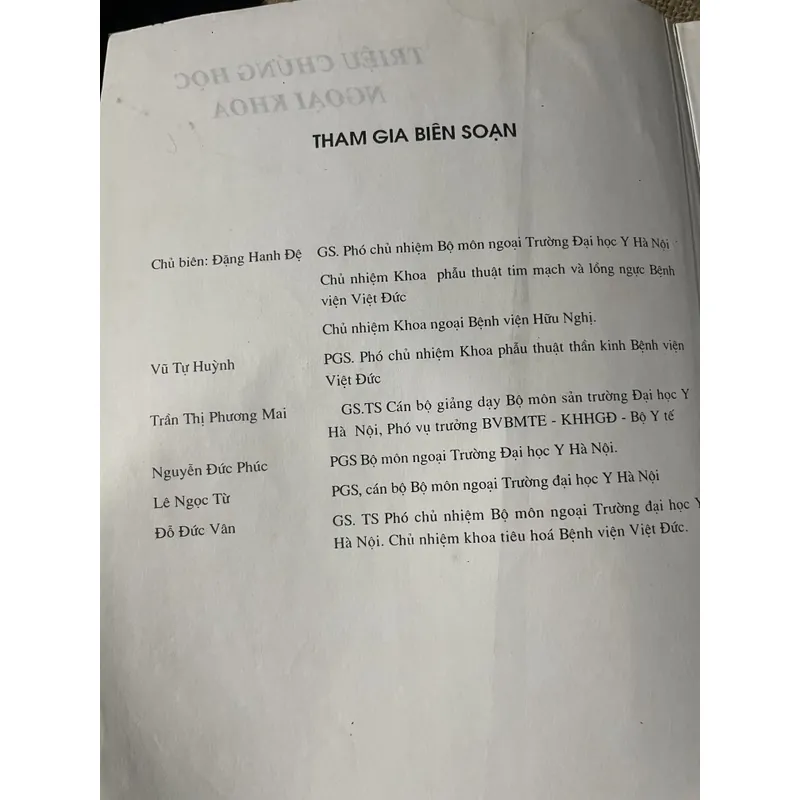 TRIỆU CHỨNG HỌC
NGOẠI KHOA
THAM GIA BIÊN SOẠN
Chủ biên: Đặng Hanh Đệ GS. Phó chủ nhiệm Bộ môn ngoại Trường Đại học Y Hà Nội
Chủ nhiệm Khoa phẫu thuật tim mạch và lồng ngực Bệnh
viện Việt Đức
Chủ nhiệm Khoa ngoại Bệnh viện Hữu Nghị.
Vũ Tự Huỳnh PGS. Phó chủ nhiệm Khoa phẫu thuật thần kinh Bệnh viện
Việt Đức
Trần Thị Phương Mai GS.TS Cán bộ giảng dạy Bộ môn sản trường Đại học Y
Hà Nội, Phó vụ trưởng BVBMTE - KHHGĐ - Bộ Y tế
Nguyễn Đức Phúc PGS Bộ môn ngoại Trường Đại học Y Hà Nội.
Lê Ngọc Từ PGS, cán bộ Bộ môn ngoại Trường đại học Y Hà Nội
Đỗ Đức Vân GS. TS Phó chủ nhiệm Bộ môn ngoại Trường đại học Y
Hà Nội. Chủ nhiệm khoa tiêu hoá Bệnh viện Việt Đức.